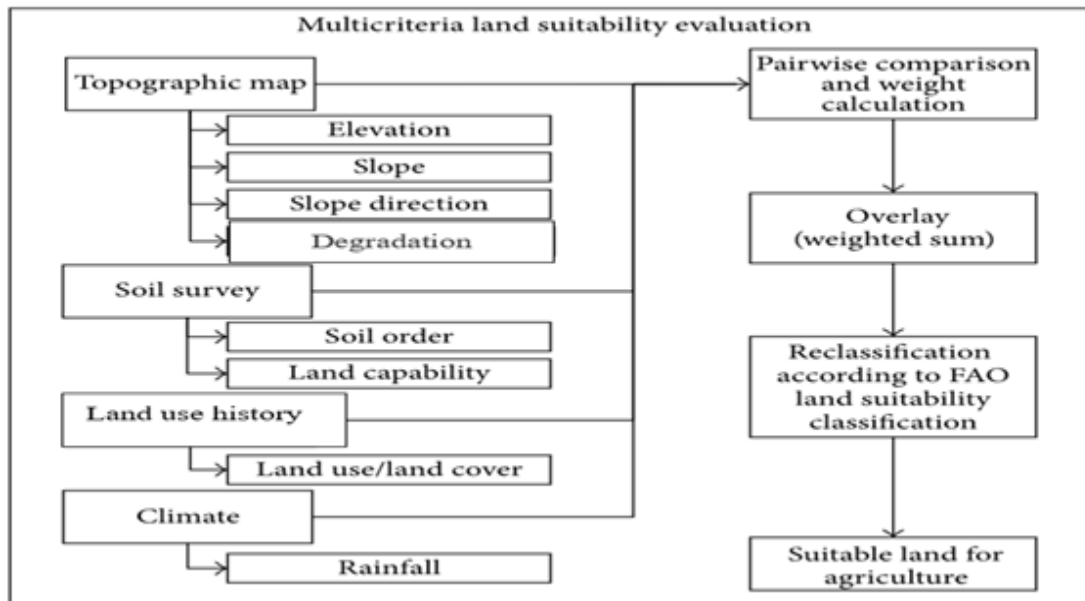 Multicriteria land suitability evaluation
Topographic map
Elevation
Slope
Slope direction
Degradation
Soil survey
Soil order
Land capability
Land use history
Land use/land cover
Climate
Rainfall
Pairwise comparison
and weight
calculation
Overlay
(weighted sum)
Reclassification
according to FAO
land suitability
classification
Suitable land for
agriculture